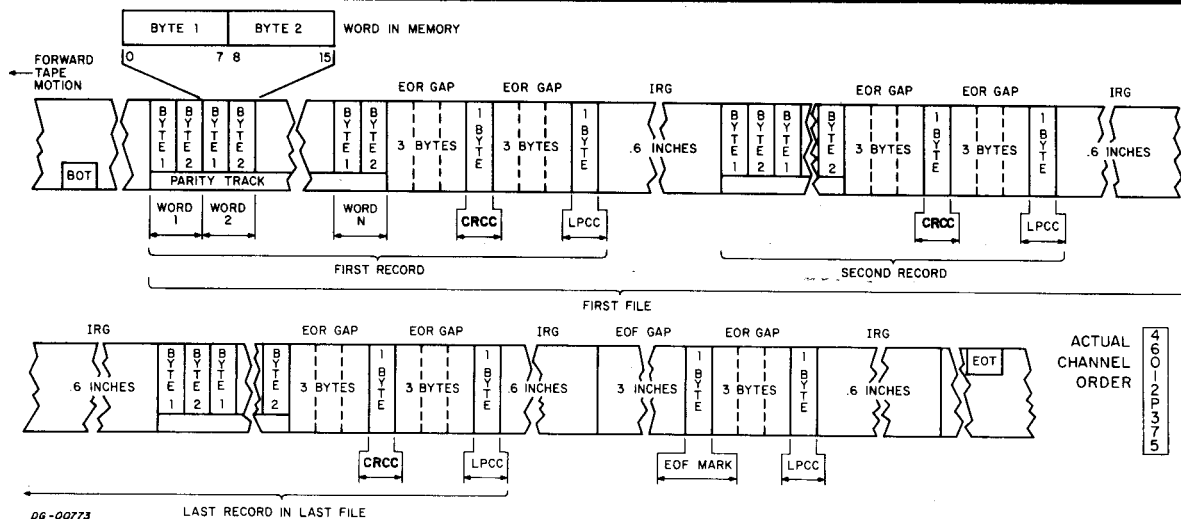 BYTE 1 BYTE 2 WORD IN MEMORY
0 7 8 15
FORWARD
TAPE
MOTION
EOR GAP EOR GAP IRG EOR GAP EOR GAP IRG
BYTE 1 BYTE 2 BYTE 1 BYTE 2 BYTE 1 BYTE 2 3 BYTES 1 BYTE 3 BYTES 1 BYTE .6 INCHES BYTE 1 BYTE 2 BYTE 1 BYTE 2 3 BYTES 1 BYTE 3 BYTES 1 BYTE .6 INCHES
BOT
PARITY TRACK
WORD 1 WORD 2 WORD N CRCC LPCC CRCC LPCC
FIRST RECORD SECOND RECORD
FIRST FILE
IRG EOR GAP EOR GAP IRG EOF GAP EOR GAP IRG
.6 INCHES BYTE 1 BYTE 2 BYTE 1 BYTE 2 3 BYTES 1 BYTE 3 BYTES 1 BYTE .6 INCHES 3 INCHES 1 BYTE 3 BYTES 1 BYTE .6 INCHES EOT
ACTUAL
CHANNEL
ORDER
4
6
0
1
2
P
3
7
5
CRCC LPCC EOF MARK LPCC
LAST RECORD IN LAST FILE
DG-00773